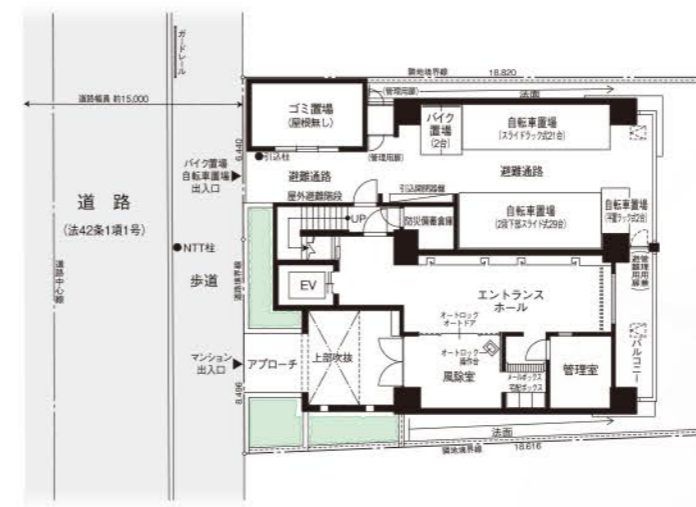 ガードレール
隣地境界線 18.820
法面
道路幅員 約15,000
ゴミ置場
(屋根無し)
(管理用扉)
バイク
置場
(2台)
自転車置場
(スライドラック式21台)
引込柱
(管理用扉)
6.440
バイク置場
自転車置場
出入口
避難通路
避難通路
屋外避難階段
引込開閉器盤
道路
(法42条1項1号)
UP
防災備蓄倉庫
自転車置場
(2段下部スライド式29台)
自転車置場
(平置ラック式2台)
NTT柱
歩道
道路中心線
道路境界線
EV
エントランス
ホール
オートロック
オートドア
マンション
出入口
アプローチ
上部吹抜
オートロック
操作台
風除室
メールボックス
宅配ボックス
管理室
バルコニー
8.496
法面
隣地境界線 18.616